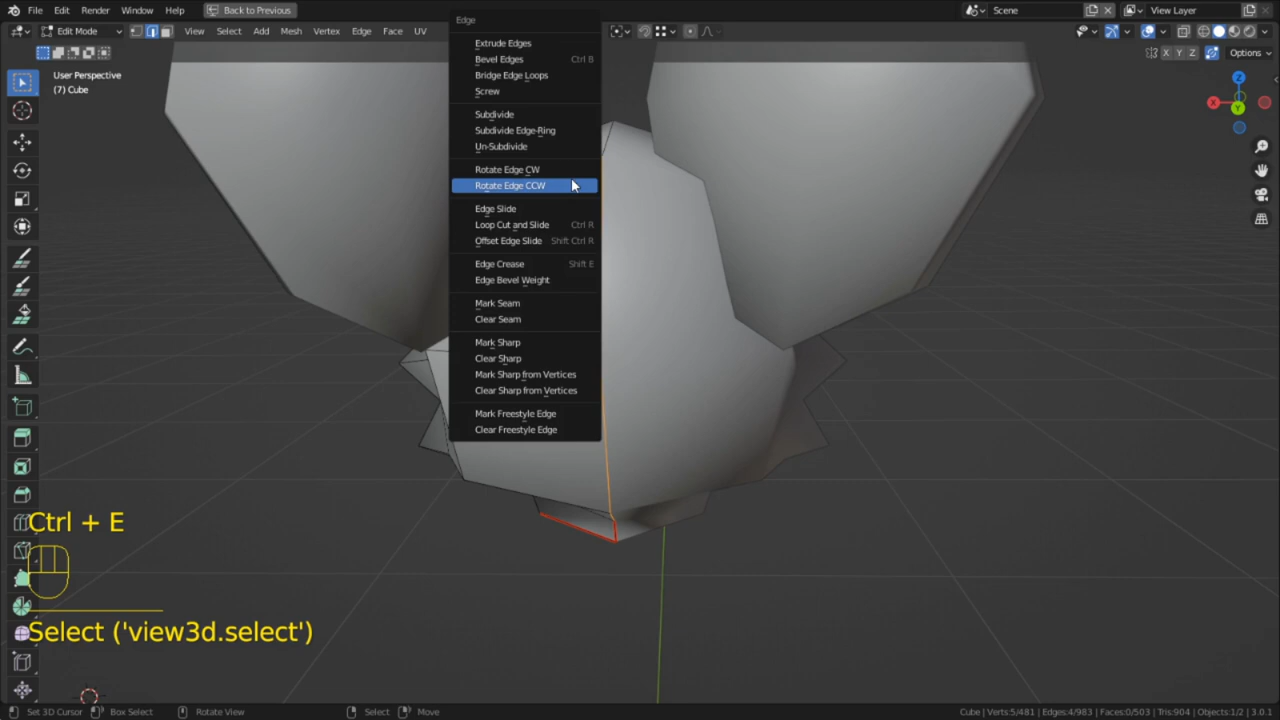 File Edit Render Window Help Back to Previous Scene View Layer
Edit Mode View Select Add Mesh Vertex Edge Face UV
X Y Z Options
User Perspective
(7) Cube
Edge
Extrude Edges
Bevel Edges Ctrl B
Bridge Edge Loops
Screw
Subdivide
Subdivide Edge-Ring
Un-Subdivide
Rotate Edge CW
Rotate Edge CCW
Edge Slide
Loop Cut and Slide Ctrl R
Offset Edge Slide Shift Ctrl R
Edge Crease Shift E
Edge Bevel Weight
Mark Seam
Clear Seam
Mark Sharp
Clear Sharp
Mark Sharp from Vertices
Clear Sharp from Vertices
Mark Freestyle Edge
Clear Freestyle Edge
Z
X
Y
Ctrl + E
Select ('view3d.select')
Set 3D Cursor Box Select Rotate View Select Move Cube | Verts:5/481 | Edges:4/983 | Faces:0/503 | Tris:904 | Objects:1/2 | 3.0.1